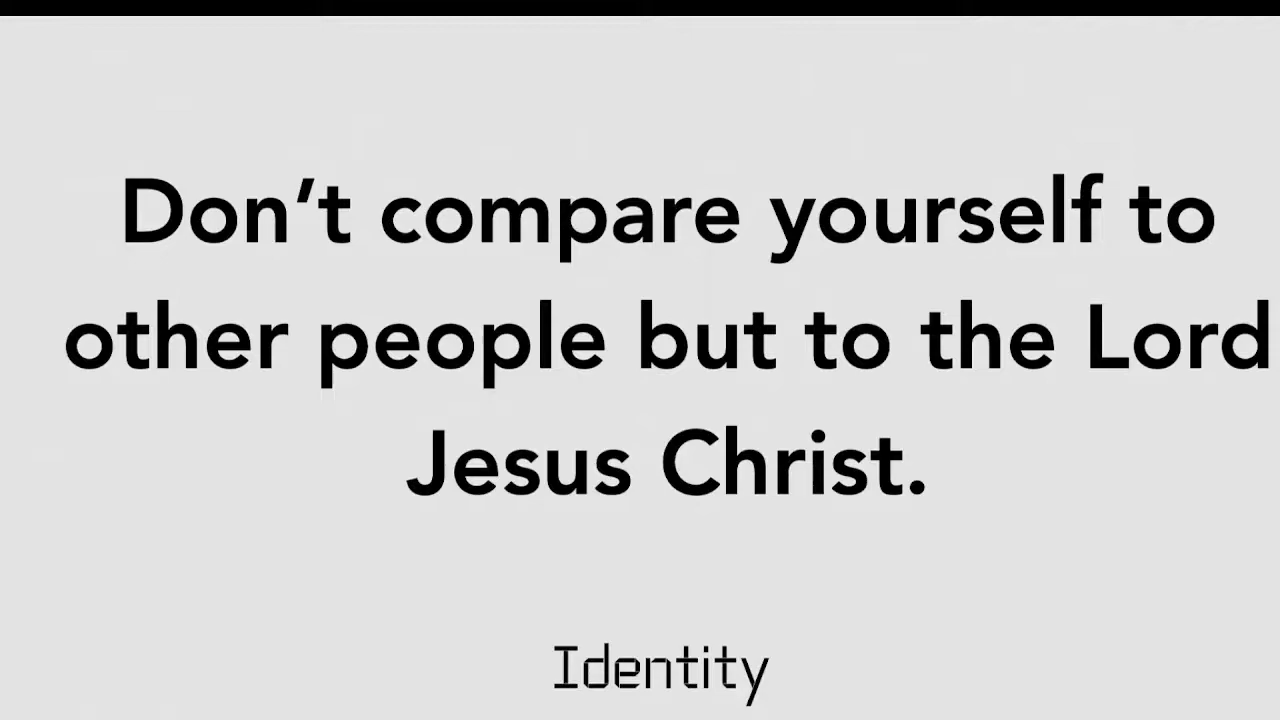 Don’t compare yourself to
other people but to the Lord
Jesus Christ.
Identity